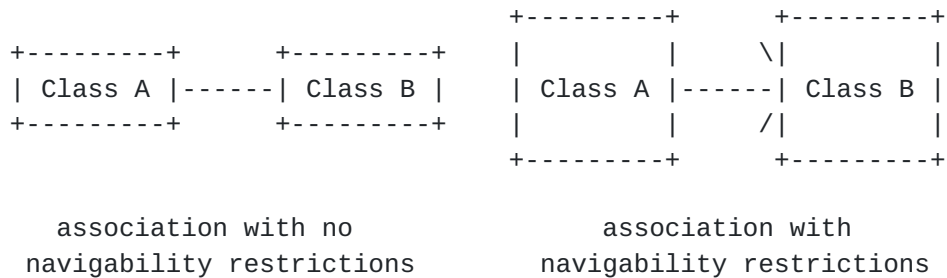 Class A
Class B
Class A
Class B
association with no
navigability restrictions
association with
navigability restrictions